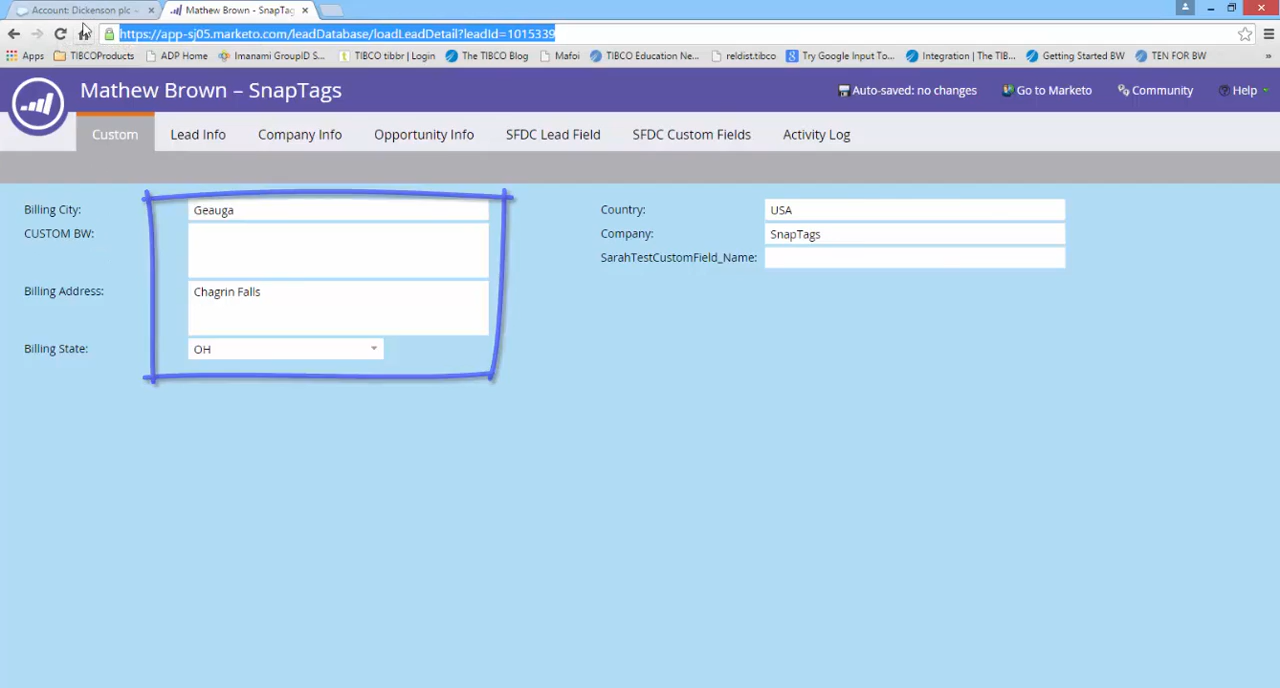 Account: Dickenson plc -
Mathew Brown – SnapTags
https://app-sj05.marketo.com/leadDatabase/loadLeadDetail?leadId=1015339
Apps TIBCOProducts ADP Home Imanami GroupID S... TIBCO tibbr | Login The TIBCO Blog Mafoi TIBCO Education Ne... reldist.tibco Try Google Input To... Integration | The TIB... Getting Started BW TEN FOR BW »
Mathew Brown – SnapTags
Auto-saved: no changes Go to Marketo Community Help
Custom Lead Info Company Info Opportunity Info SFDC Lead Field SFDC Custom Fields Activity Log
Billing City: Geauga
Country: USA
CUSTOM BW:
Company: SnapTags
SarahTestCustomField_Name:
Billing Address: Chagrin Falls
Billing State: OH